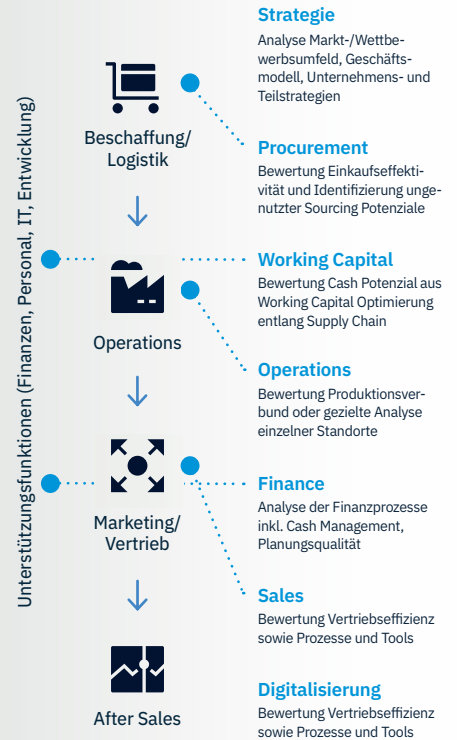 Unterstützungsfunktionen (Finanzen, Personal, IT, Entwicklung)
Beschaffung/
Logistik
Operations
Marketing/
Vertrieb
After Sales
Strategie
Analyse Markt-/Wettbe-
werbsumfeld, Geschäfts-
modell, Unternehmens- und
Teilstrategien
Procurement
Bewertung Einkaufseffekti-
vität und Identifizierung unge-
nutzter Sourcing Potenziale
Working Capital
Bewertung Cash Potenzial aus
Working Capital Optimierung
entlang Supply Chain
Operations
Bewertung Produktionsver-
bund oder gezielte Analyse
einzelner Standorte
Finance
Analyse der Finanzprozesse
inkl. Cash Management,
Planungsqualität
Sales
Bewertung Vertriebseffizienz
sowie Prozesse und Tools
Digitalisierung
Bewertung Vertriebseffizienz
sowie Prozesse und Tools